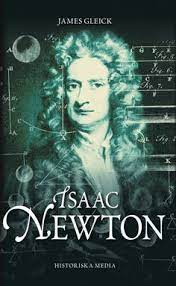 JAMES GLEICK
ISAAC
NEWTON
HISTORISKA MEDIA